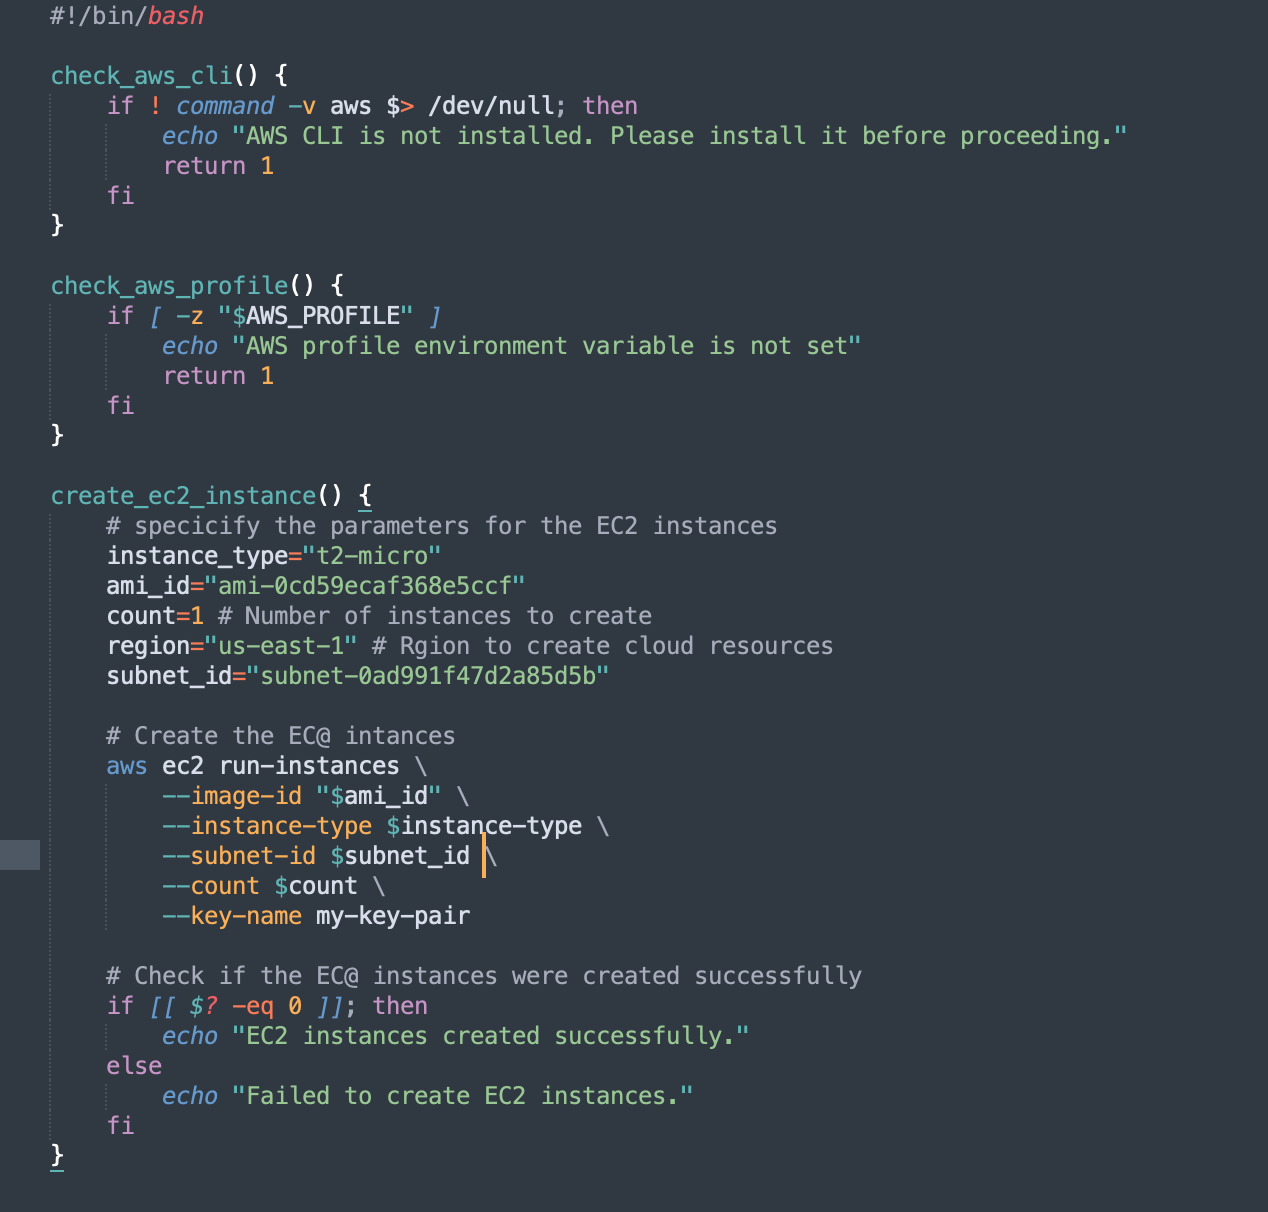 #!/bin/bash
check_aws_cli() {
if ! command -v aws $> /dev/null; then
echo "AWS CLI is not installed. Please install it before proceeding."
return 1
fi
}
check_aws_profile() {
if [ -z "$AWS_PROFILE" ]
echo "AWS profile environment variable is not set"
return 1
fi
}
create_ec2_instance() {
# specicify the parameters for the EC2 instances
instance_type="t2-micro"
ami_id="ami-0cd59ecaf368e5ccf"
count=1 # Number of instances to create
region="us-east-1" # Rgion to create cloud resources
subnet_id="subnet-0ad991f47d2a85d5b"
# Create the EC@ intances
aws ec2 run-instances \
--image-id "$ami_id" \
--instance-type $instance-type \
--subnet-id $subnet_id \
--count $count \
--key-name my-key-pair
# Check if the EC@ instances were created successfully
if [[ $? -eq 0 ]]; then
echo "EC2 instances created successfully."
else
echo "Failed to create EC2 instances."
fi
}